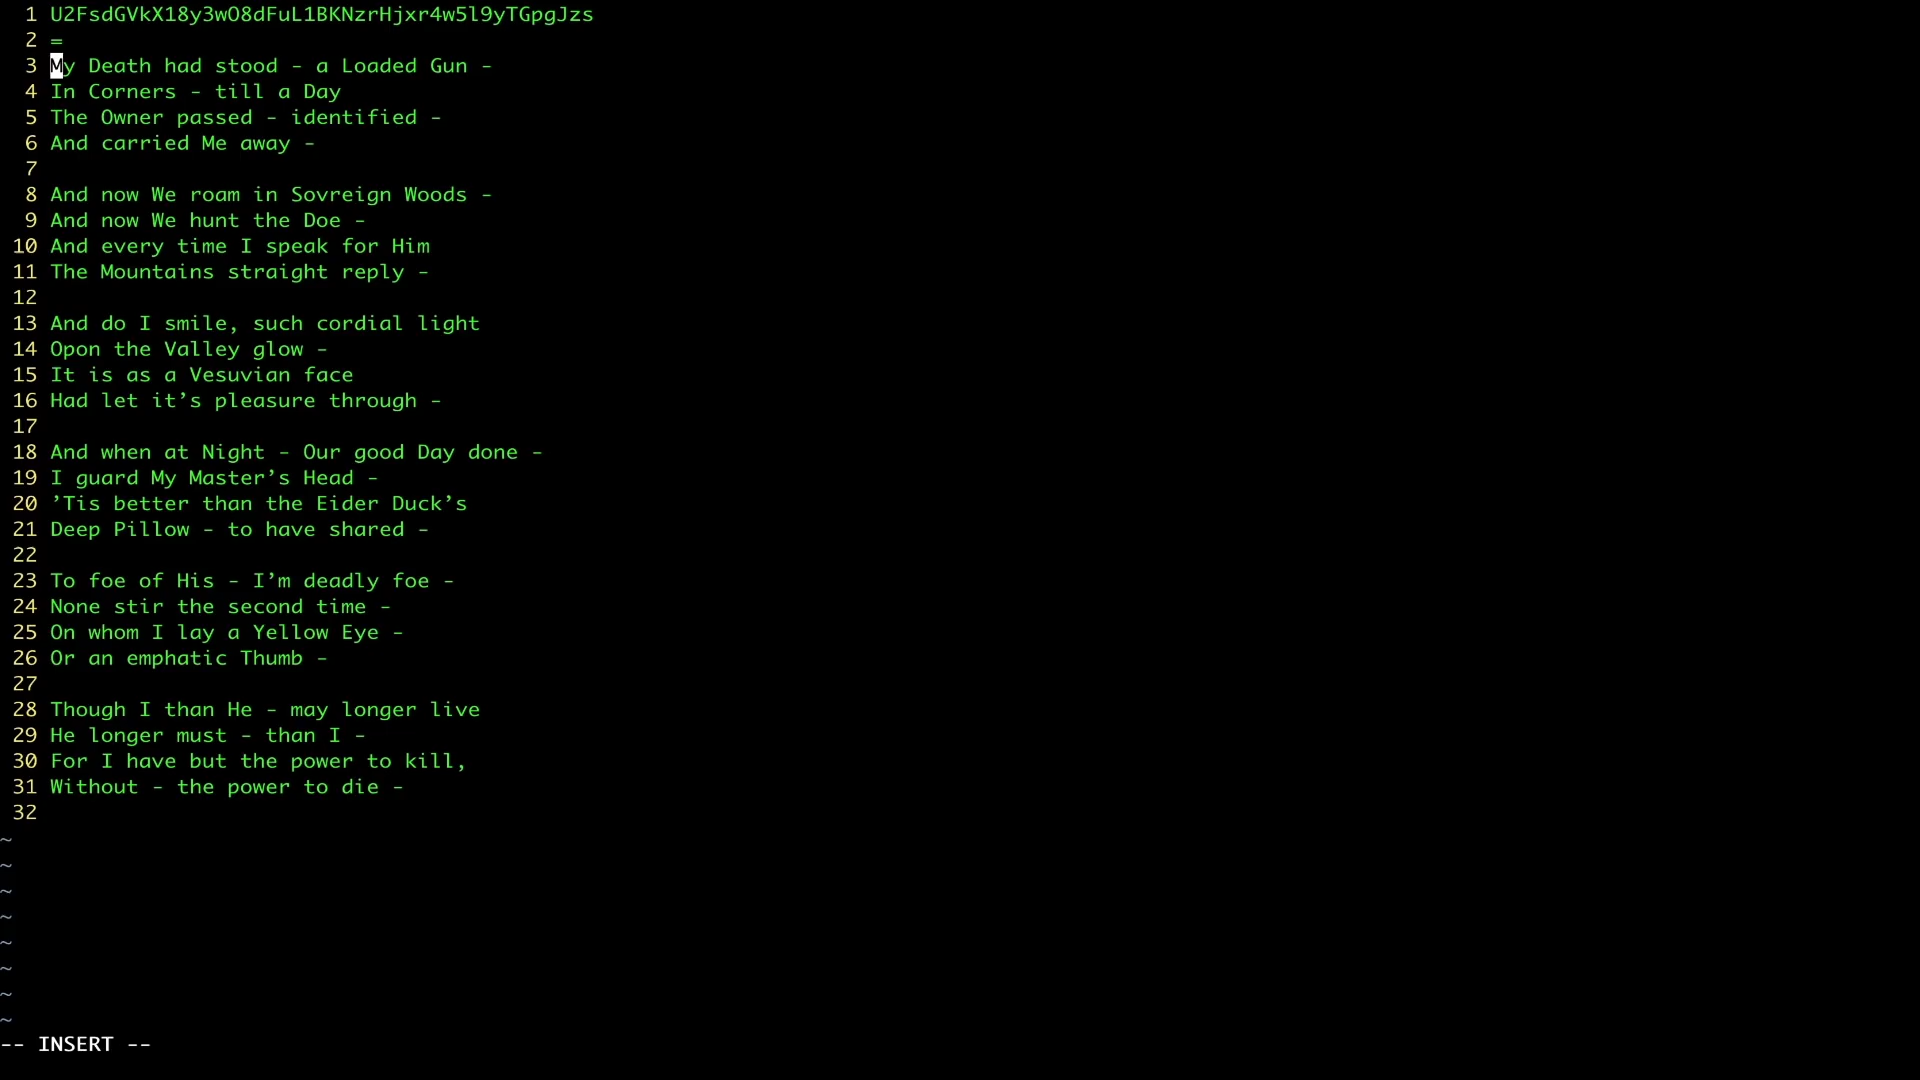 1 U2FsdGVkX18y3wO8dFuL1BKNzrHjxr4w5l9yTGpgJzs
2 =
3 My Death had stood - a Loaded Gun -
4 In Corners - till a Day
5 The Owner passed - identified -
6 And carried Me away -
7
8 And now We roam in Sovreign Woods -
9 And now We hunt the Doe -
10 And every time I speak for Him
11 The Mountains straight reply -
12
13 And do I smile, such cordial light
14 Opon the Valley glow -
15 It is as a Vesuvian face
16 Had let it’s pleasure through -
17
18 And when at Night - Our good Day done -
19 I guard My Master’s Head -
20 ’Tis better than the Eider Duck’s
21 Deep Pillow - to have shared -
22
23 To foe of His - I’m deadly foe -
24 None stir the second time -
25 On whom I lay a Yellow Eye -
26 Or an emphatic Thumb -
27
28 Though I than He - may longer live
29 He longer must - than I -
30 For I have but the power to kill,
31 Without - the power to die -
32
~
~
~
~
~
~
~
~
-- INSERT --